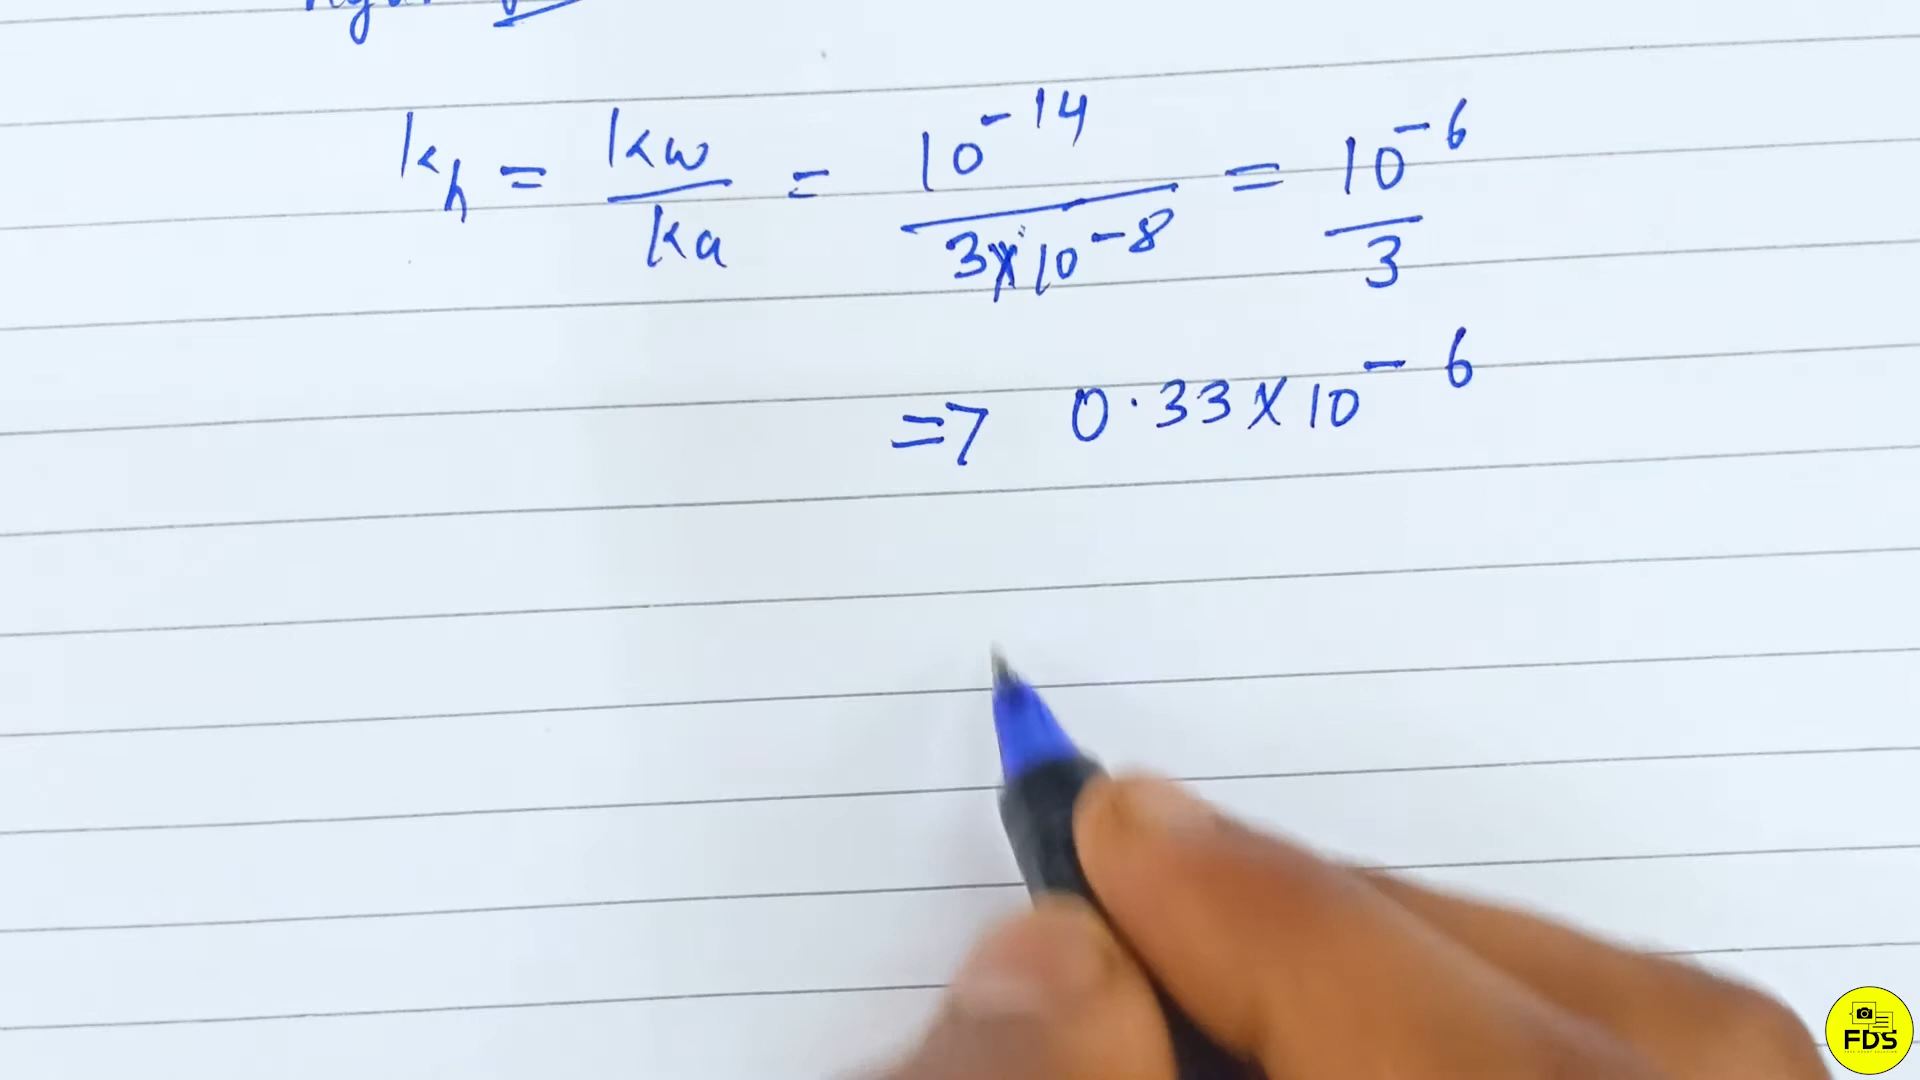 kh = kw/ka = 10^-14/3×10^-8 = 10^-6/3
=> 0.33×10^-6
FDS